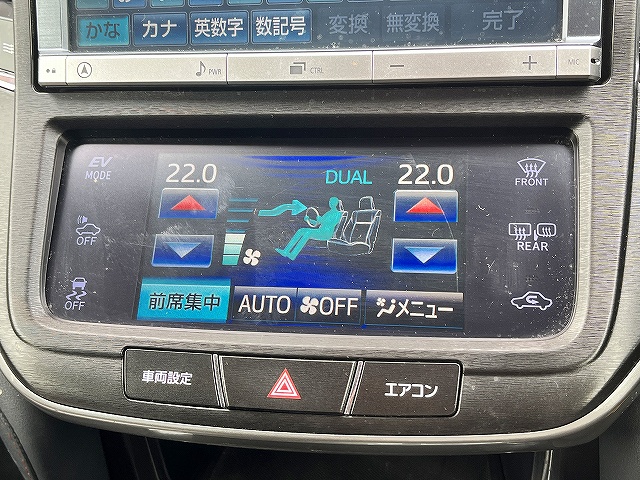 かな カナ 英数字 数記号 変換 無変換 完了
PWR CTRL − + MIC
EV MODE
22.0 DUAL 22.0
FRONT
OFF
REAR
OFF
前席集中 AUTO OFF メニュー
車両設定 エアコン